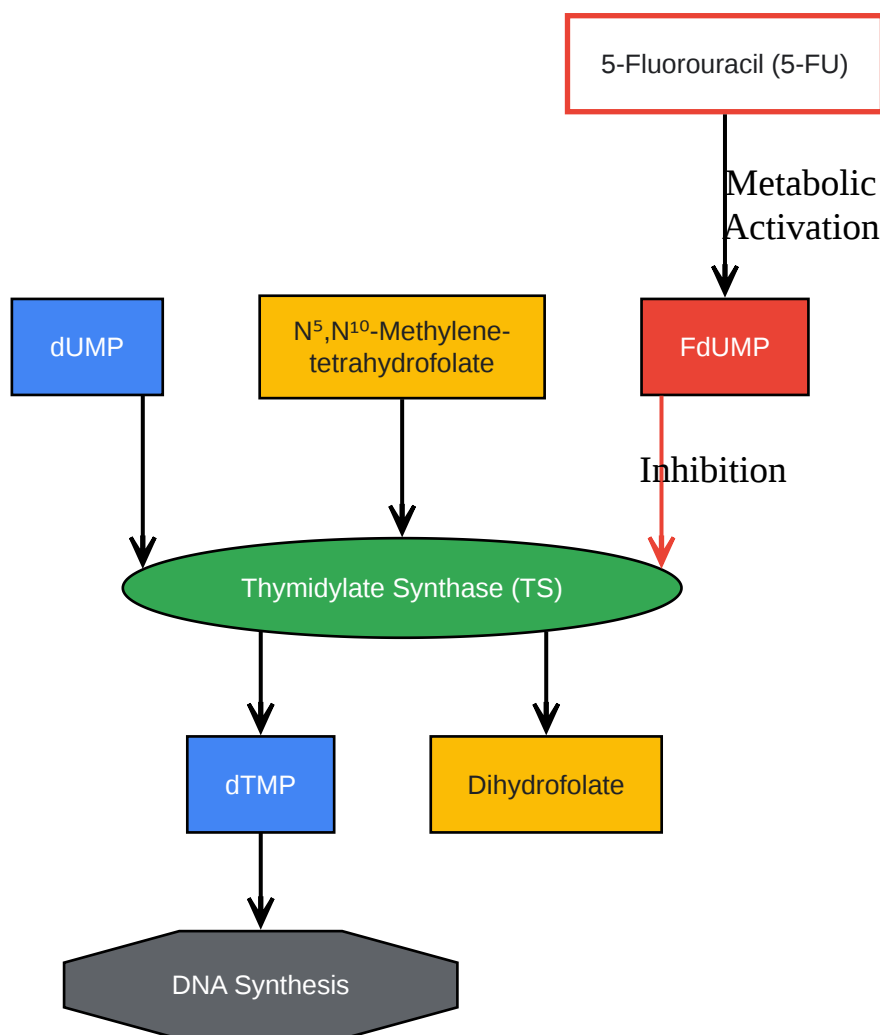 5-Fluorouracil (5-FU)
Metabolic
Activation
dUMP
N⁵,N¹⁰-Methylene-
tetrahydrofolate
FdUMP
Inhibition
Thymidylate Synthase (TS)
dTMP
Dihydrofolate
DNA Synthesis